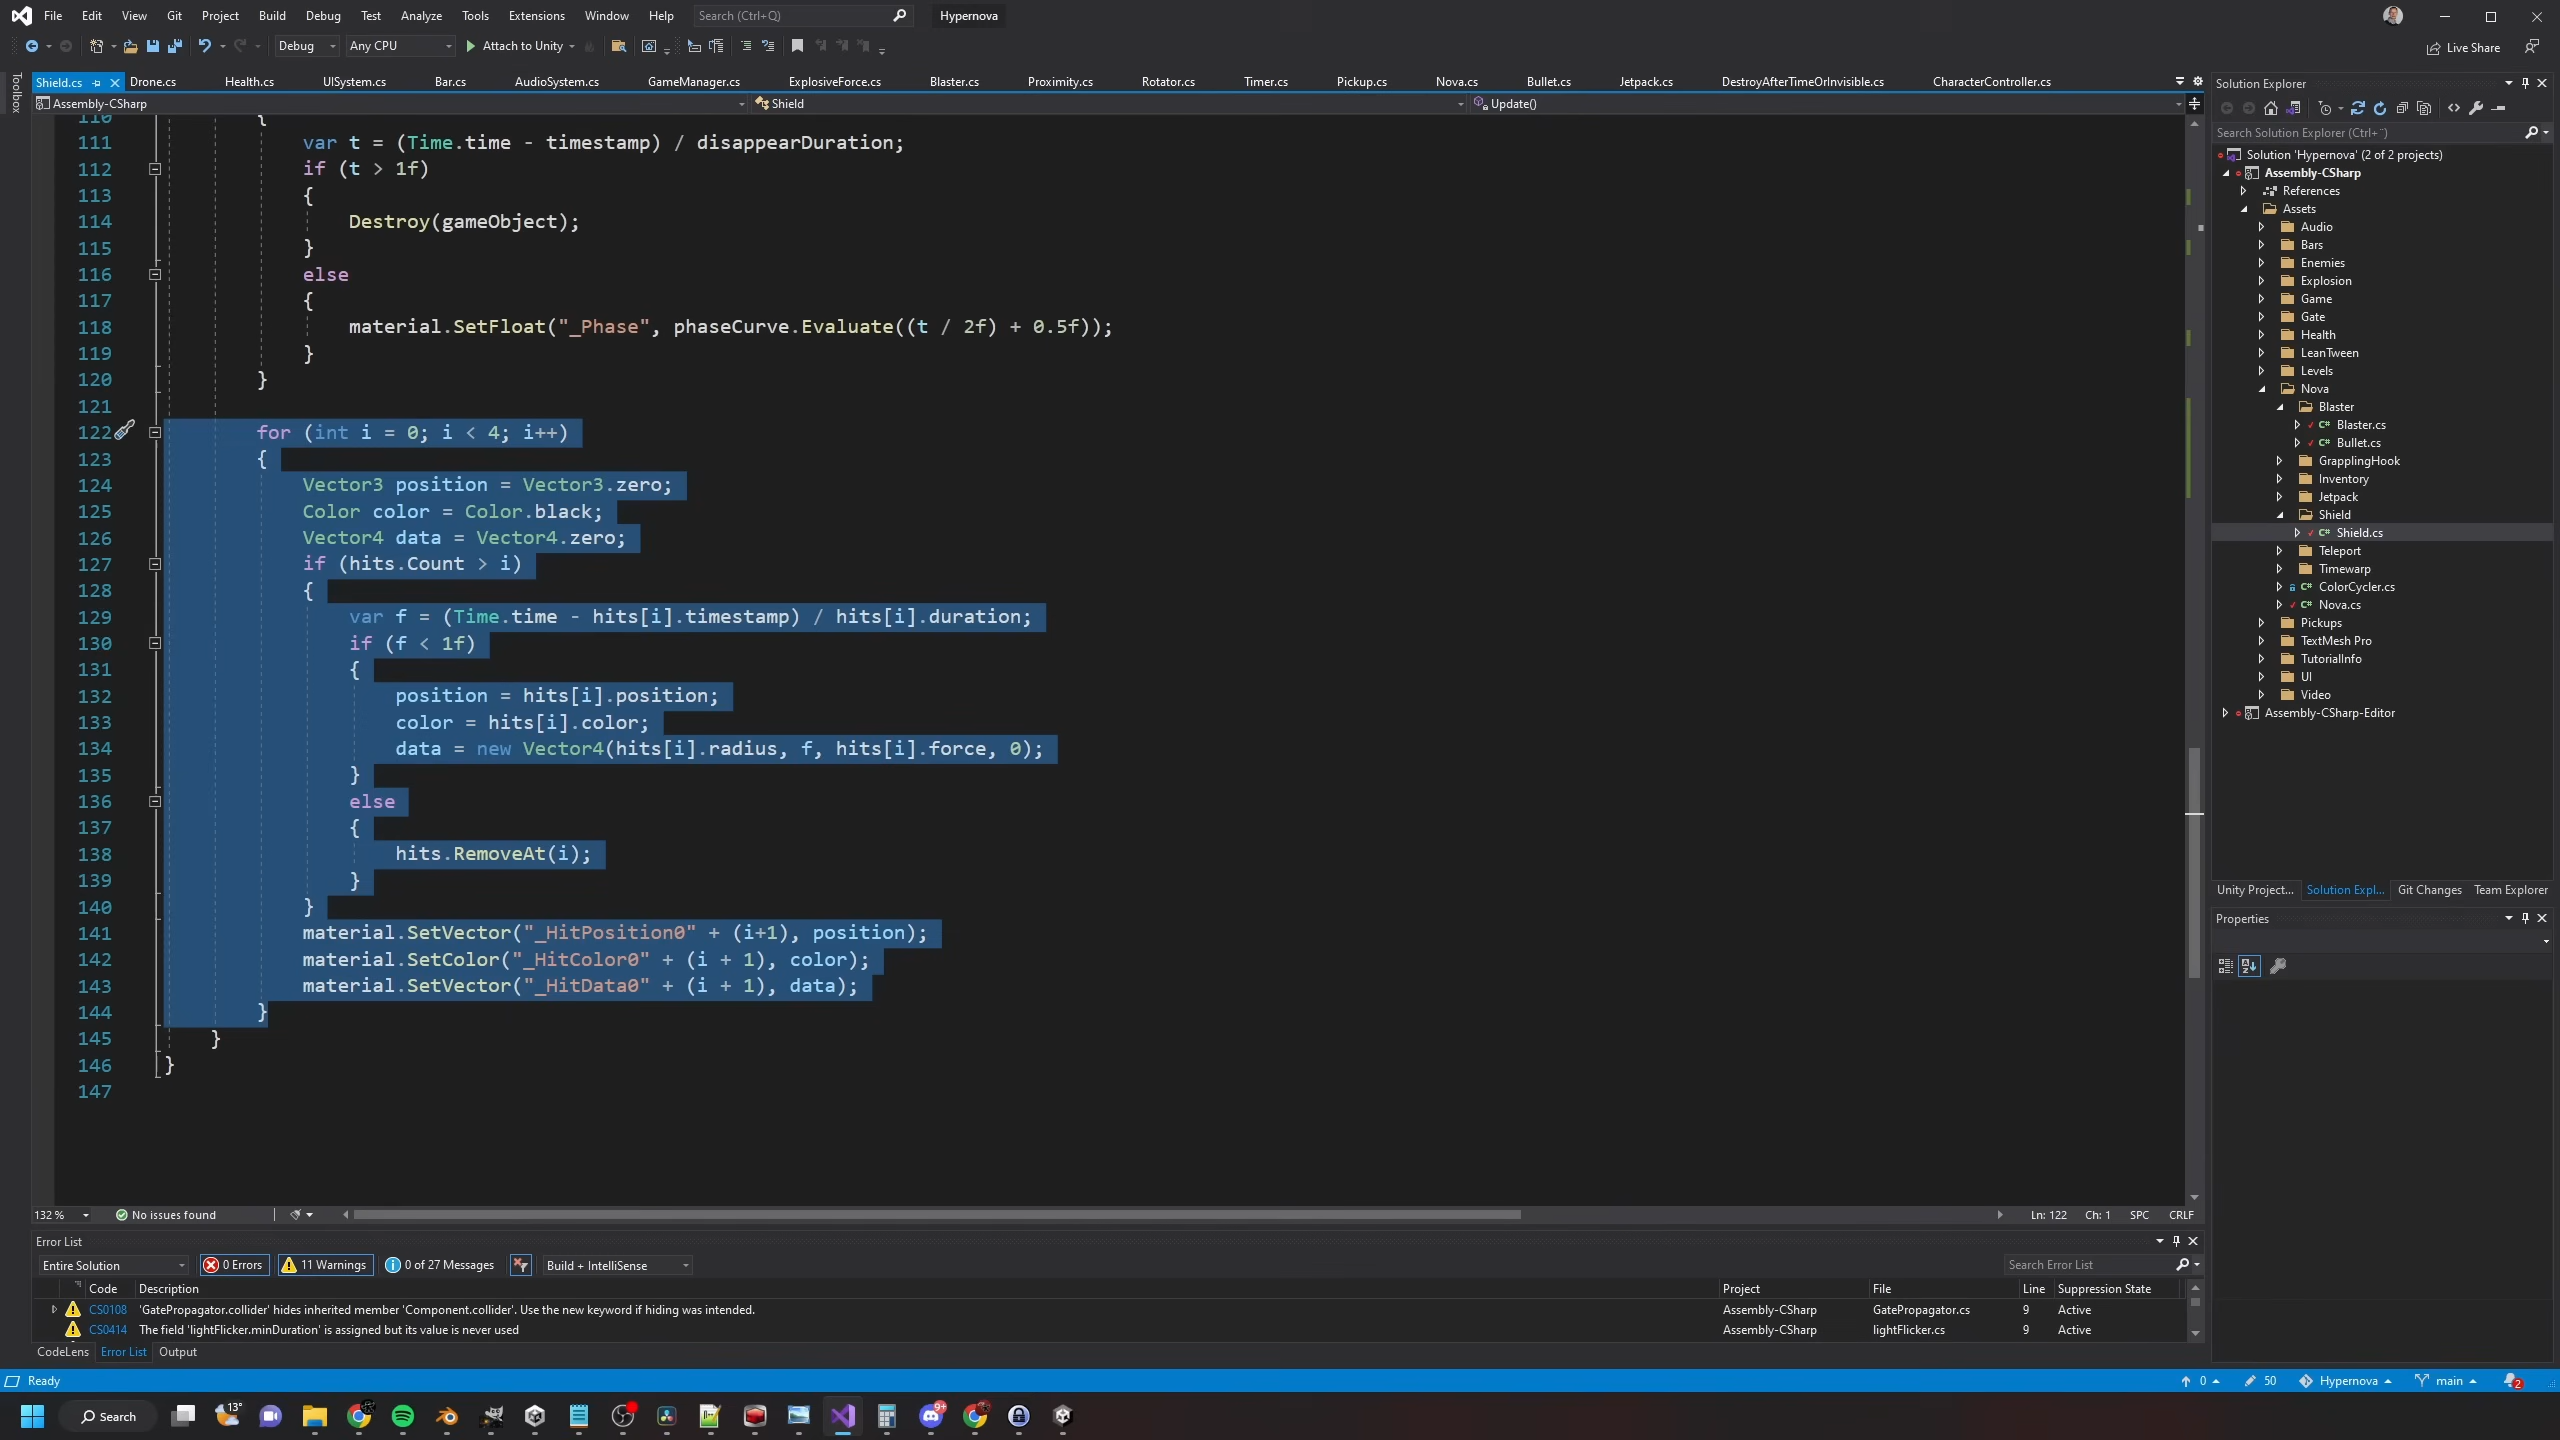 File Edit View Git Project Build Debug Test Analyze Tools Extensions Window Help Search (Ctrl+Q) Hypernova
Debug Any CPU Attach to Unity Live Share
Toolbox
Shield.cs Drone.cs Health.cs UISystem.cs Bar.cs AudioSystem.cs GameManager.cs ExplosiveForce.cs Blaster.cs Proximity.cs Rotator.cs Timer.cs Pickup.cs Nova.cs Bullet.cs Jetpack.cs DestroyAfterTimeOrInvisible.cs CharacterController.cs
Assembly-CSharp Shield Update()
110 {
111 var t = (Time.time - timestamp) / disappearDuration;
112 if (t > 1f)
113 {
114 Destroy(gameObject);
115 }
116 else
117 {
118 material.SetFloat("_Phase", phaseCurve.Evaluate((t / 2f) + 0.5f));
119 }
120 }
121
122 for (int i = 0; i < 4; i++)
123 {
124 Vector3 position = Vector3.zero;
125 Color color = Color.black;
126 Vector4 data = Vector4.zero;
127 if (hits.Count > i)
128 {
129 var f = (Time.time - hits[i].timestamp) / hits[i].duration;
130 if (f < 1f)
131 {
132 position = hits[i].position;
133 color = hits[i].color;
134 data = new Vector4(hits[i].radius, f, hits[i].force, 0);
135 }
136 else
137 {
138 hits.RemoveAt(i);
139 }
140 }
141 material.SetVector("_HitPosition0" + (i+1), position);
142 material.SetColor("_HitColor0" + (i + 1), color);
143 material.SetVector("_HitData0" + (i + 1), data);
144 }
145 }
146 }
147
132 % No issues found Ln: 122 Ch: 1 SPC CRLF
Solution Explorer
Search Solution Explorer (Ctrl+¨)
Solution 'Hypernova' (2 of 2 projects)
Assembly-CSharp
References
Assets
Audio
Bars
Enemies
Explosion
Game
Gate
Health
LeanTween
Levels
Nova
Blaster
C# Blaster.cs
C# Bullet.cs
GrapplingHook
Inventory
Jetpack
Shield
C# Shield.cs
Teleport
Timewarp
C# ColorCycler.cs
C# Nova.cs
Pickups
TextMesh Pro
TutorialInfo
UI
Video
Assembly-CSharp-Editor
Unity Project... Solution Expl... Git Changes Team Explorer
Properties
Error List
Entire Solution 0 Errors 11 Warnings 0 of 27 Messages Build + IntelliSense Search Error List
Code Description Project File Line Suppression State
CS0108 'GatePropagator.collider' hides inherited member 'Component.collider'. Use the new keyword if hiding was intended. Assembly-CSharp GatePropagator.cs 9 Active
CS0414 The field 'lightFlicker.minDuration' is assigned but its value is never used Assembly-CSharp lightFlicker.cs 9 Active
CodeLens Error List Output
Ready 0 50 Hypernova main 2
Search 13° 9+